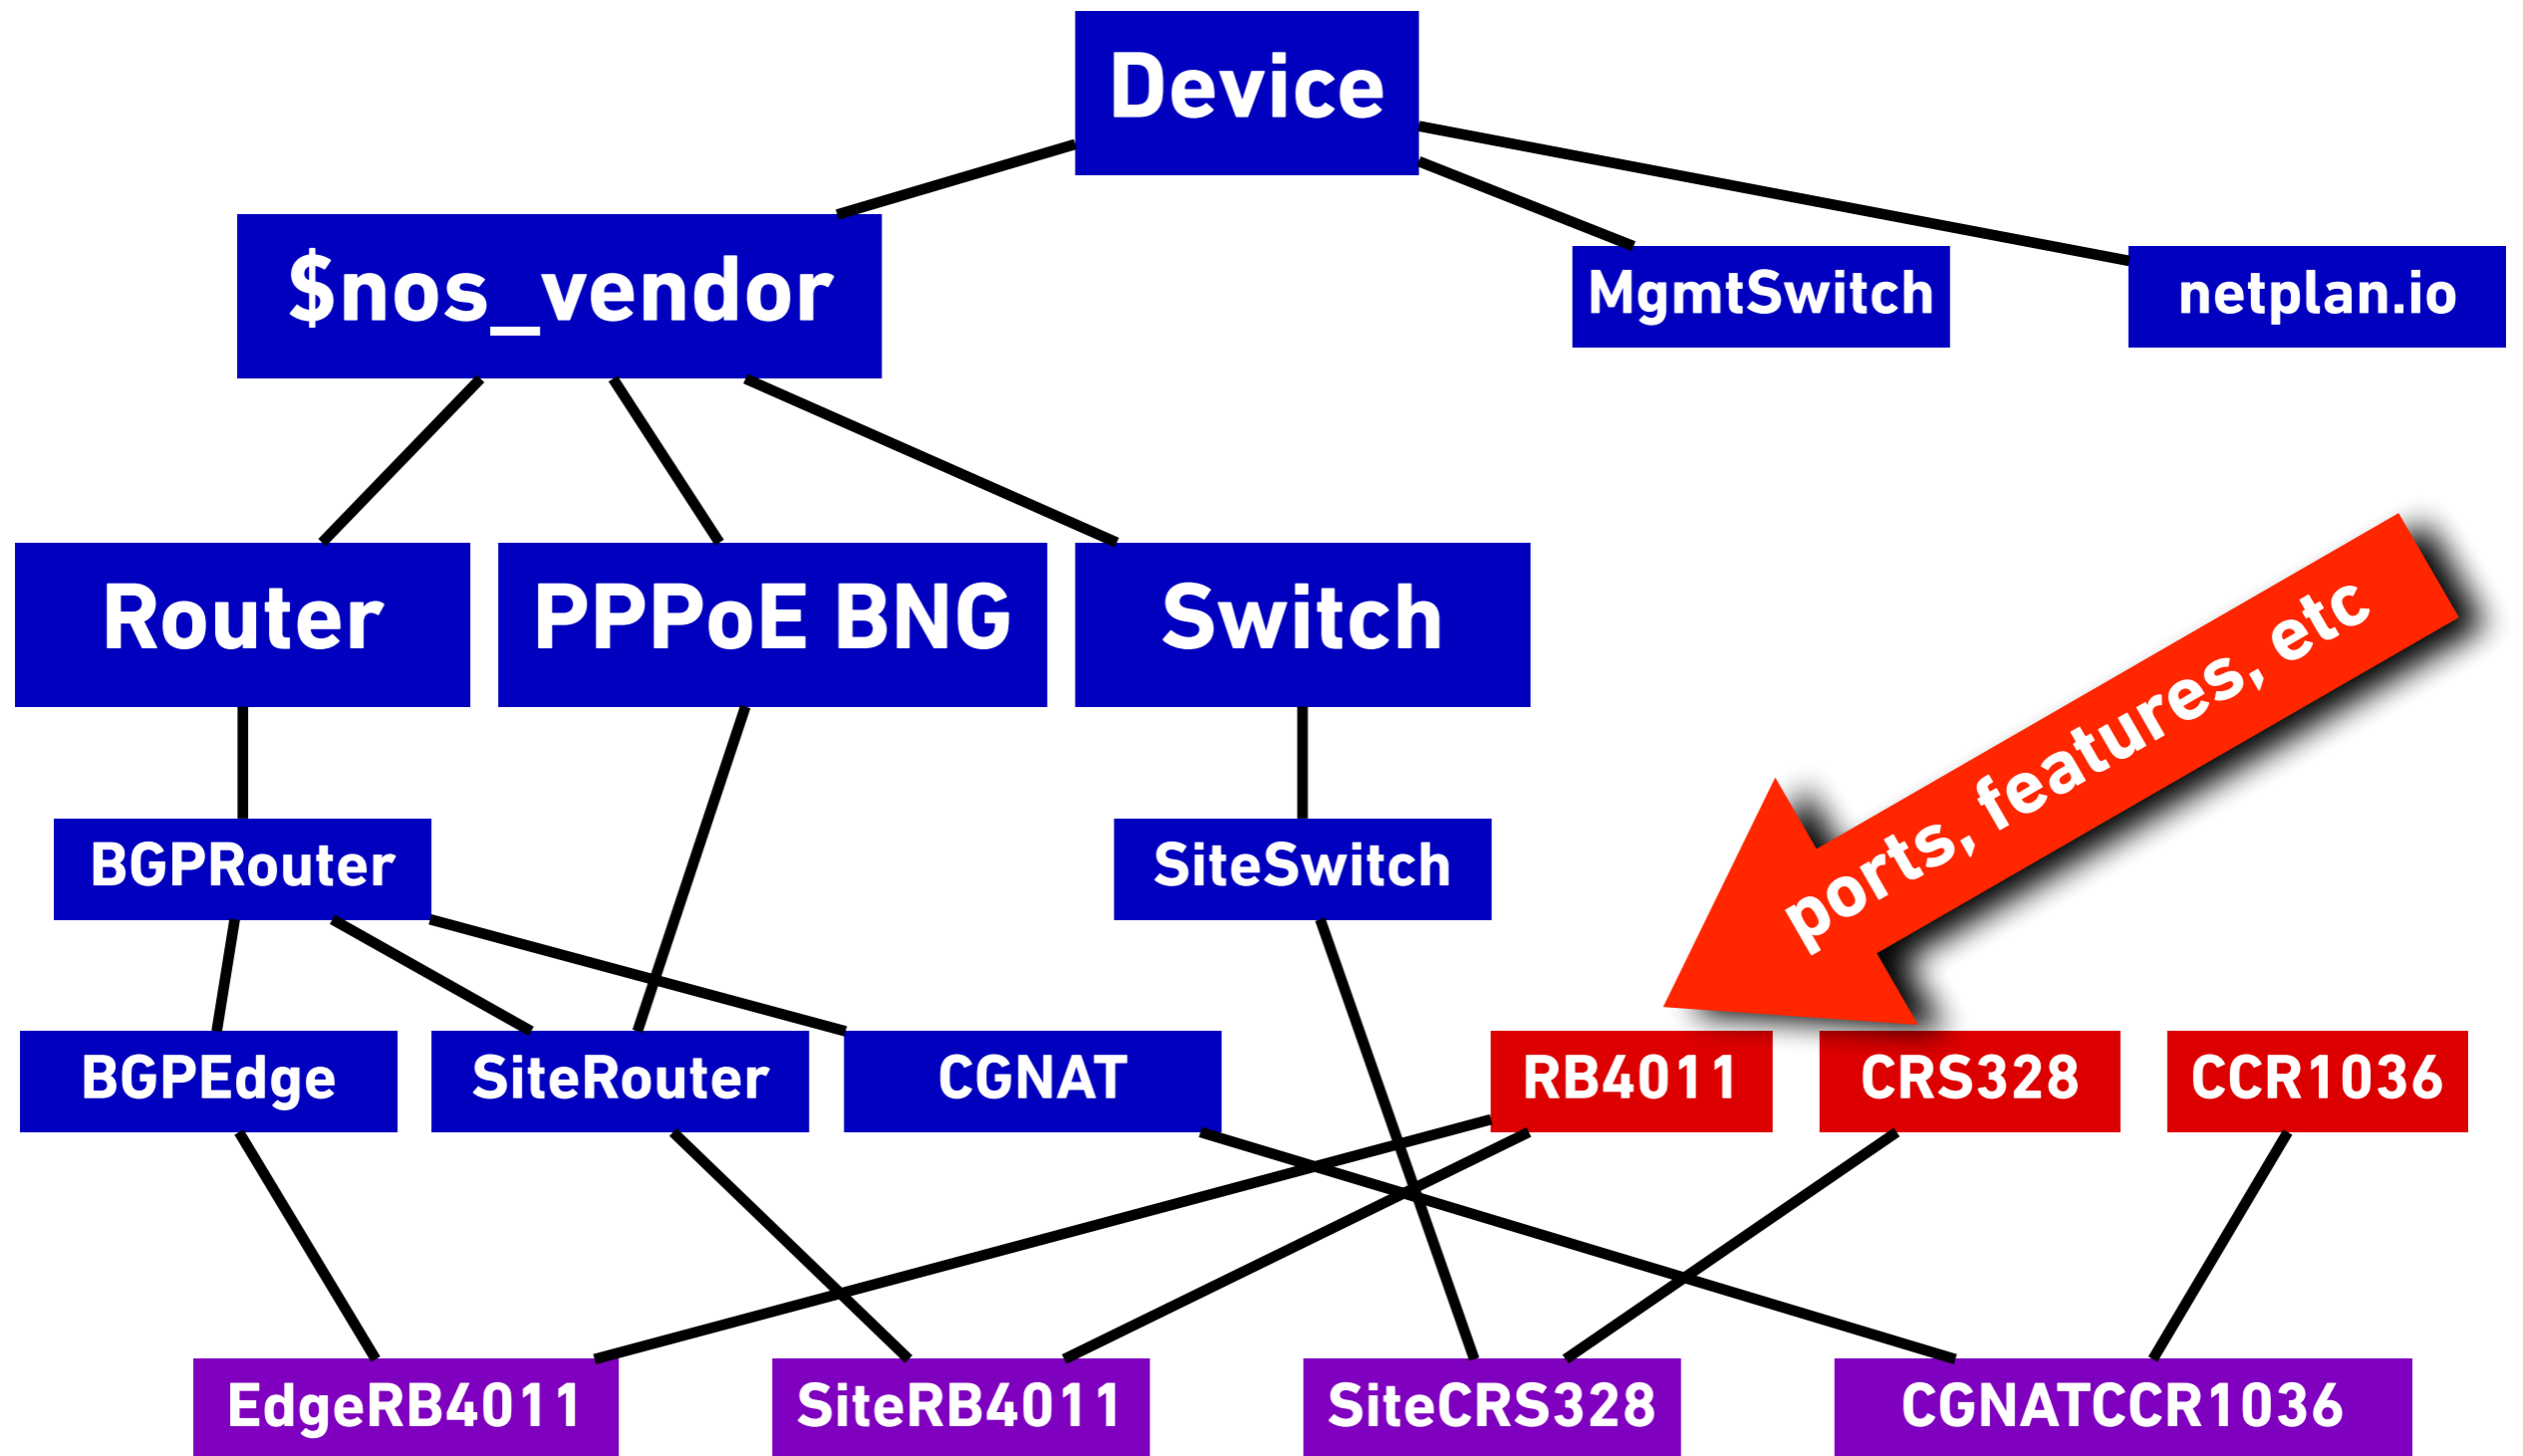 Device
$nos_vendor
MgmtSwitch
netplan.io
Router
PPPoE BNG
Switch
ports, features, etc
BGPRouter
SiteSwitch
BGPEdge
SiteRouter
CGNAT
RB4011
CRS328
CCR1036
EdgeRB4011
SiteRB4011
SiteCRS328
CGNATCCR1036